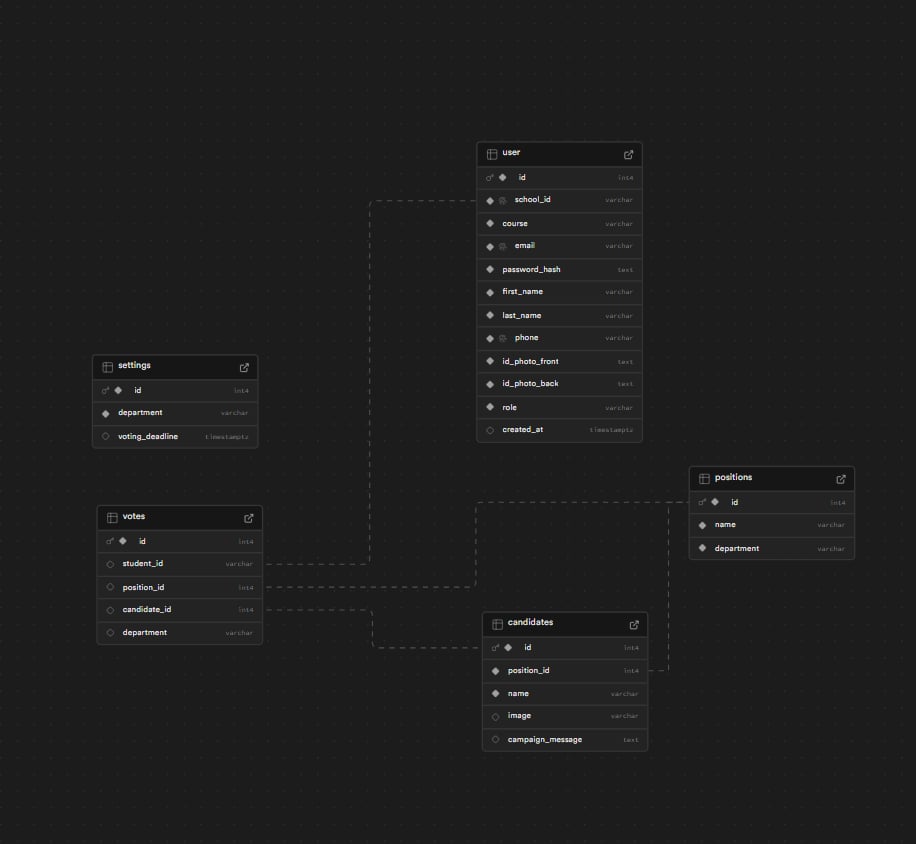 user
id int4
school_id varchar
course varchar
email varchar
password_hash text
first_name varchar
last_name varchar
phone varchar
id_photo_front text
id_photo_back text
role varchar
created_at timestamptz
settings
id int4
department varchar
voting_deadline timestamptz
positions
id int4
name varchar
department varchar
votes
id int4
student_id varchar
position_id int4
candidate_id int4
department varchar
candidates
id int4
position_id int4
name varchar
image varchar
campaign_message text